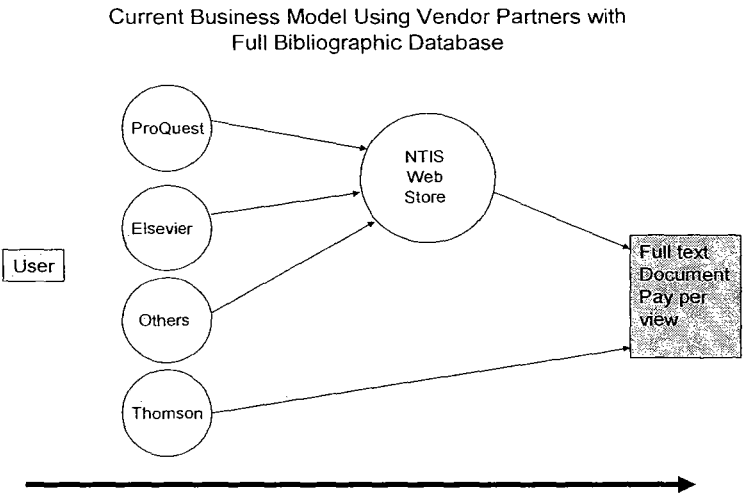 Current Business Model Using Vendor Partners with
Full Bibliographic Database
ProQuest
NTIS
Web
Store
Elsevier
User
Full text
Document
Pay per
view
Others
Thomson